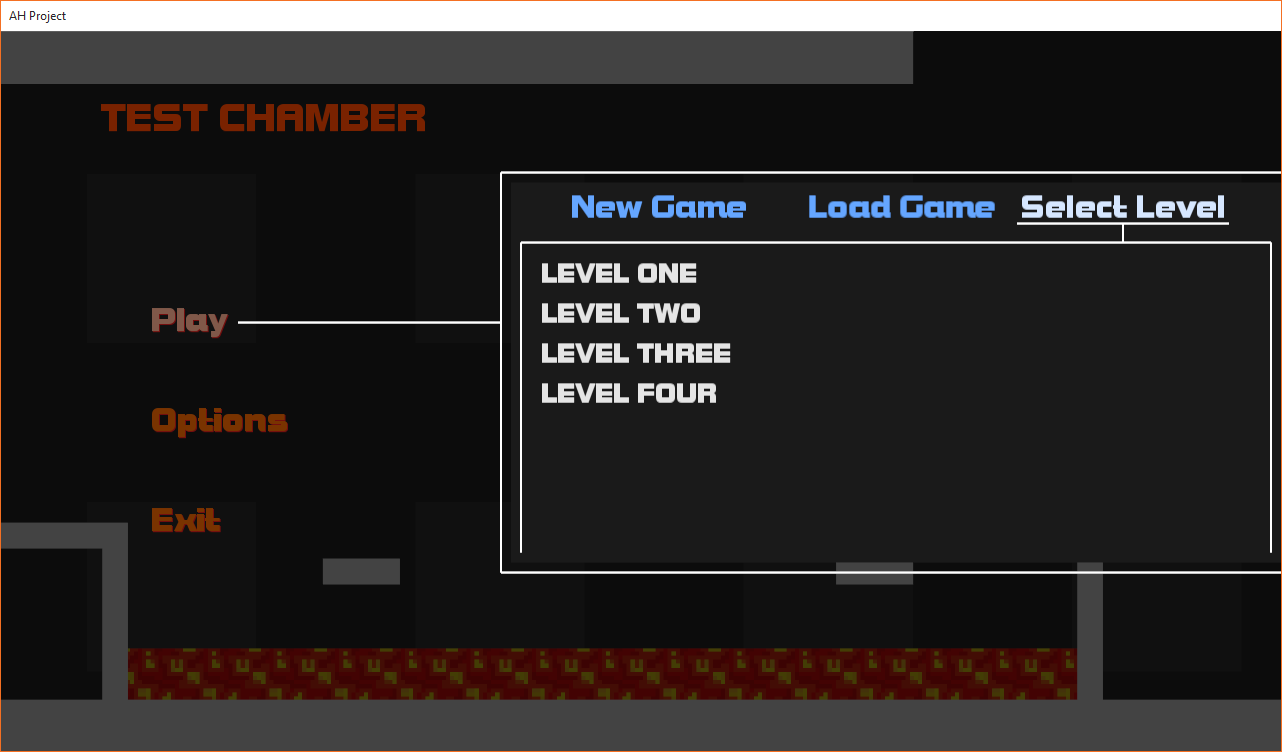 AH Project
TEST CHAMBER
New Game Load Game Select Level
LEVEL ONE
LEVEL TWO
LEVEL THREE
LEVEL FOUR
Play
Options
Exit